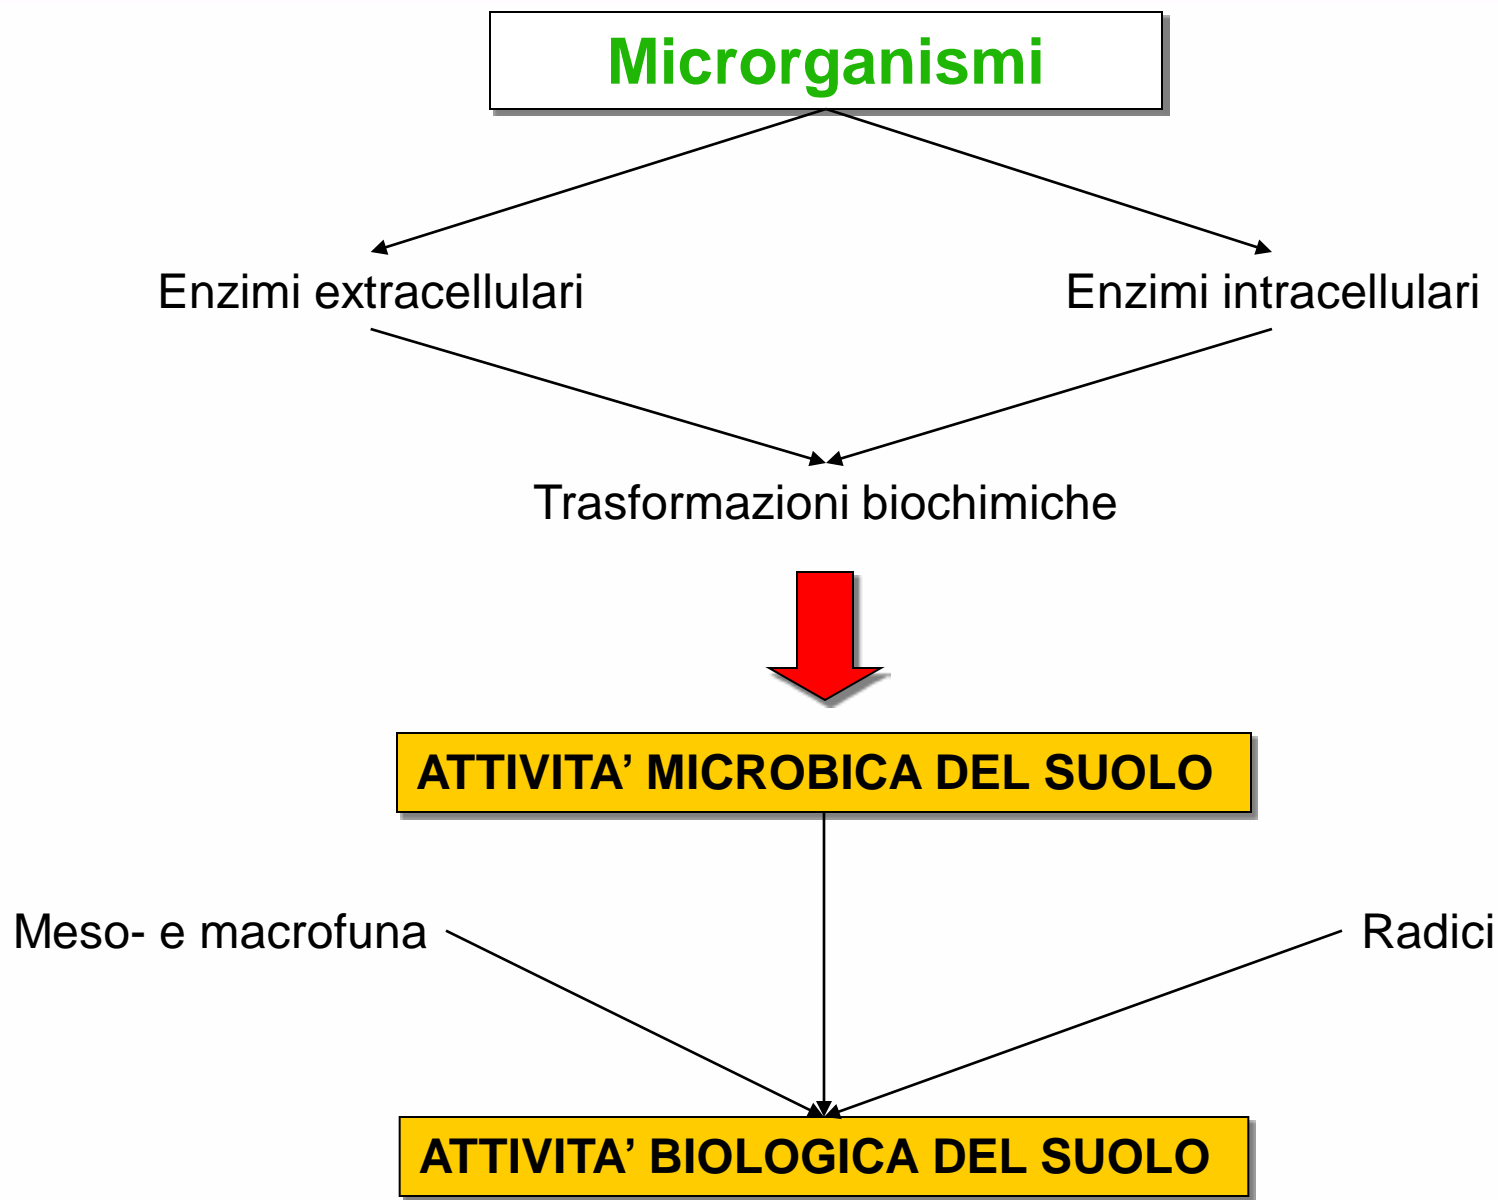 Microrganismi
Enzimi extracellulari
Enzimi intracellulari
Trasformazioni biochimiche
ATTIVITA’ MICROBICA DEL SUOLO
Meso- e macrofuna
Radici
ATTIVITA’ BIOLOGICA DEL SUOLO